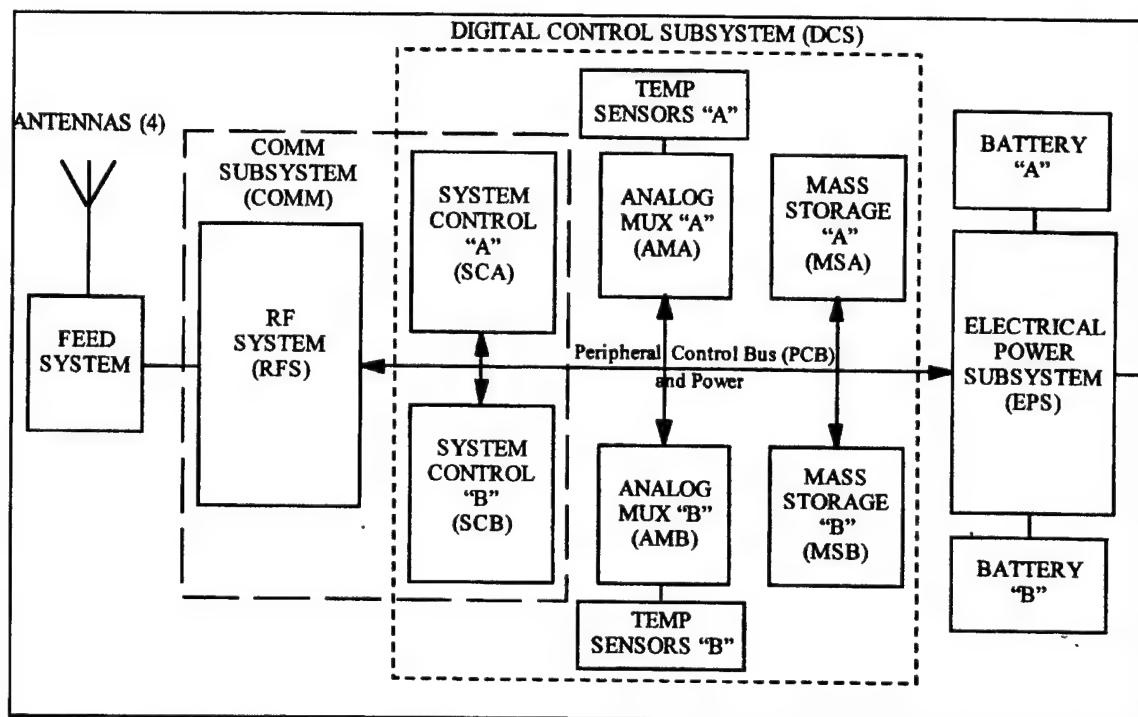 DIGITAL CONTROL SUBSYSTEM (DCS)
ANTENNAS (4)
COMM
SUBSYSTEM
(COMM)
FEED
SYSTEM
RF
SYSTEM
(RFS)
SYSTEM
CONTROL
“A”
(SCA)
SYSTEM
CONTROL
“B”
(SCB)
TEMP
SENSORS “A”
ANALOG
MUX “A”
(AMA)
MASS
STORAGE
“A”
(MSA)
Peripheral Control Bus (PCB)
and Power
ANALOG
MUX “B”
(AMB)
TEMP
SENSORS “B”
MASS
STORAGE
“B”
(MSB)
BATTERY
“A”
ELECTRICAL
POWER
SUBSYSTEM
(EPS)
BATTERY
“B”